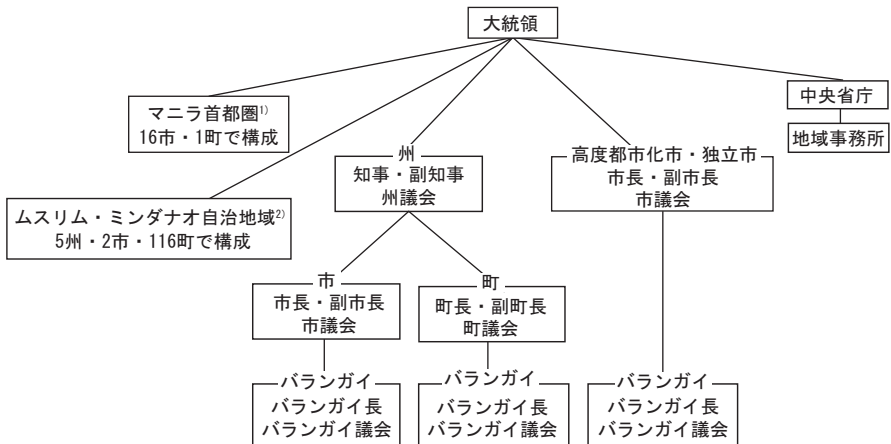 大統領
マニラ首都圏1)
16市・1町で構成
中央省庁
地域事務所
州
知事・副知事
州議会
高度都市化市・独立市
市長・副市長
市議会
ムスリム・ミンダナオ自治地域2)
5州・2市・116町で構成
市
市長・副市長
市議会
町
町長・副町長
町議会
バランガイ
バランガイ長
バランガイ議会
バランガイ
バランガイ長
バランガイ議会
バランガイ
バランガイ長
バランガイ議会